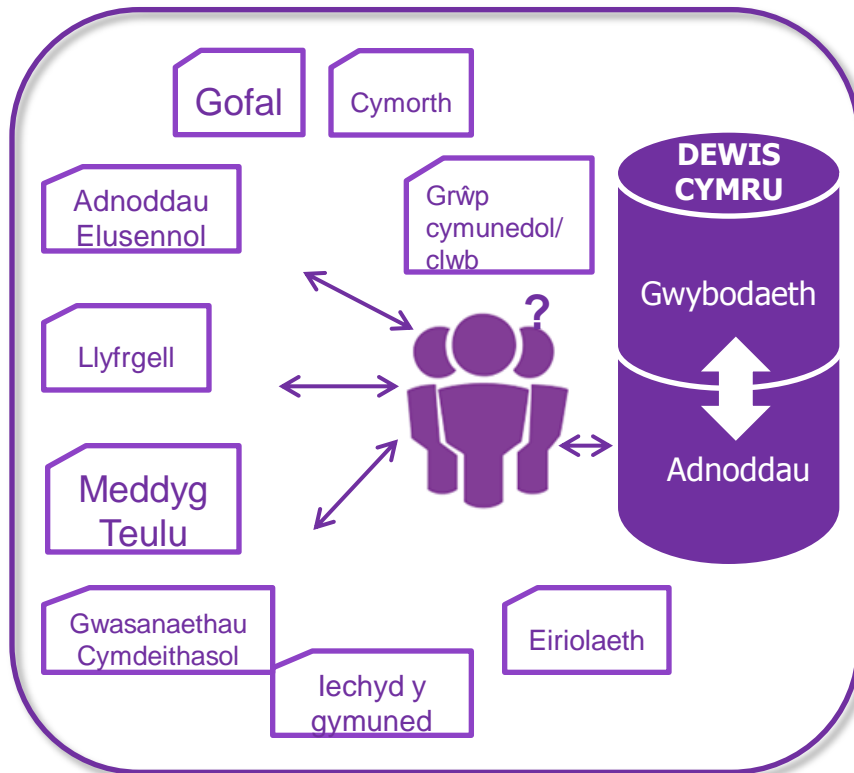 Gofal
Cymorth
Adnoddau
Elusennol
Grŵp
cymunedol/
clwb
DEWIS
CYMRU
Gwybodaeth
Llyfrgell
?
Adnoddau
Meddyg
Teulu
Gwasanaethau
Cymdeithasol
Iechyd y
gymuned
Eiriolaeth